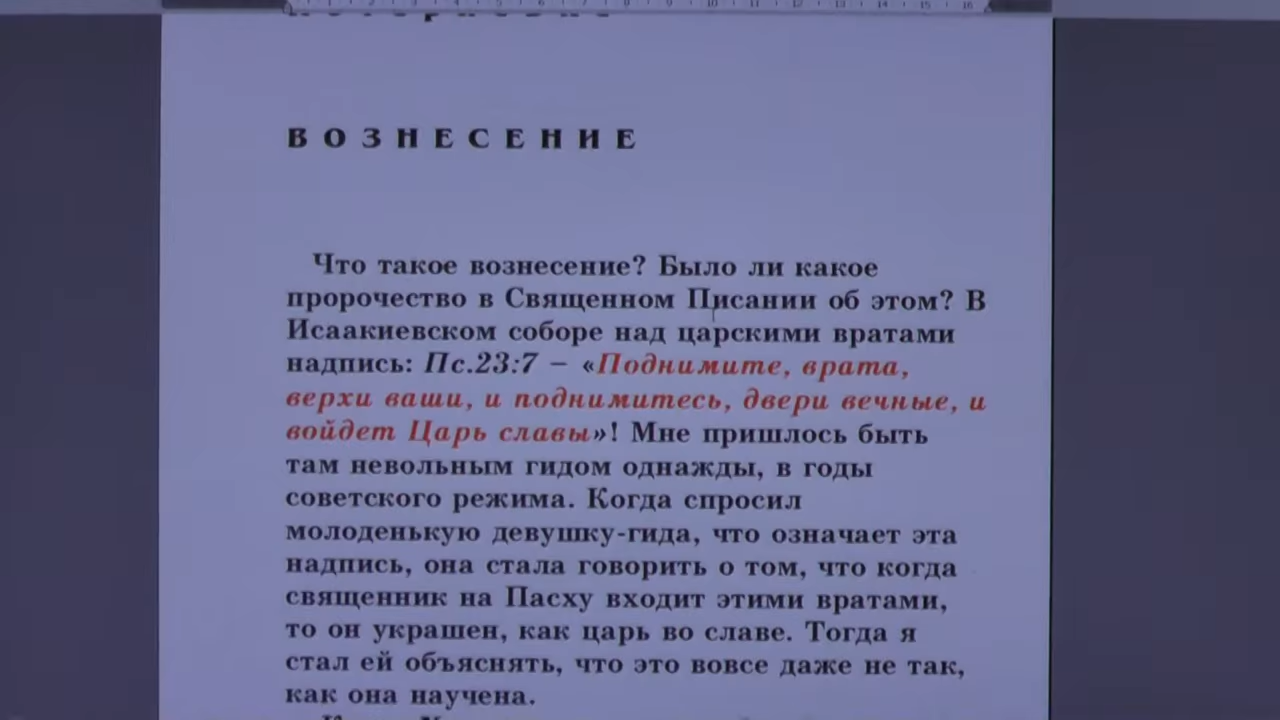 ВОЗНЕСЕНИЕ
Что такое вознесение? Было ли какое
пророчество в Священном Писании об этом? В
Исаакиевском соборе над царскими вратами
надпись: Пс.23:7 – «Поднимите, врата,
верхи ваши, и поднимитесь, двери вечные, и
войдет Царь славы»! Мне пришлось быть
там невольным гидом однажды, в годы
советского режима. Когда спросил
молоденькую девушку-гида, что означает эта
надпись, она стала говорить о том, что когда
священник на Пасху входит этими вратами,
то он украшен, как царь во славе. Тогда я
стал ей объяснять, что это вовсе даже не так,
как она научена.